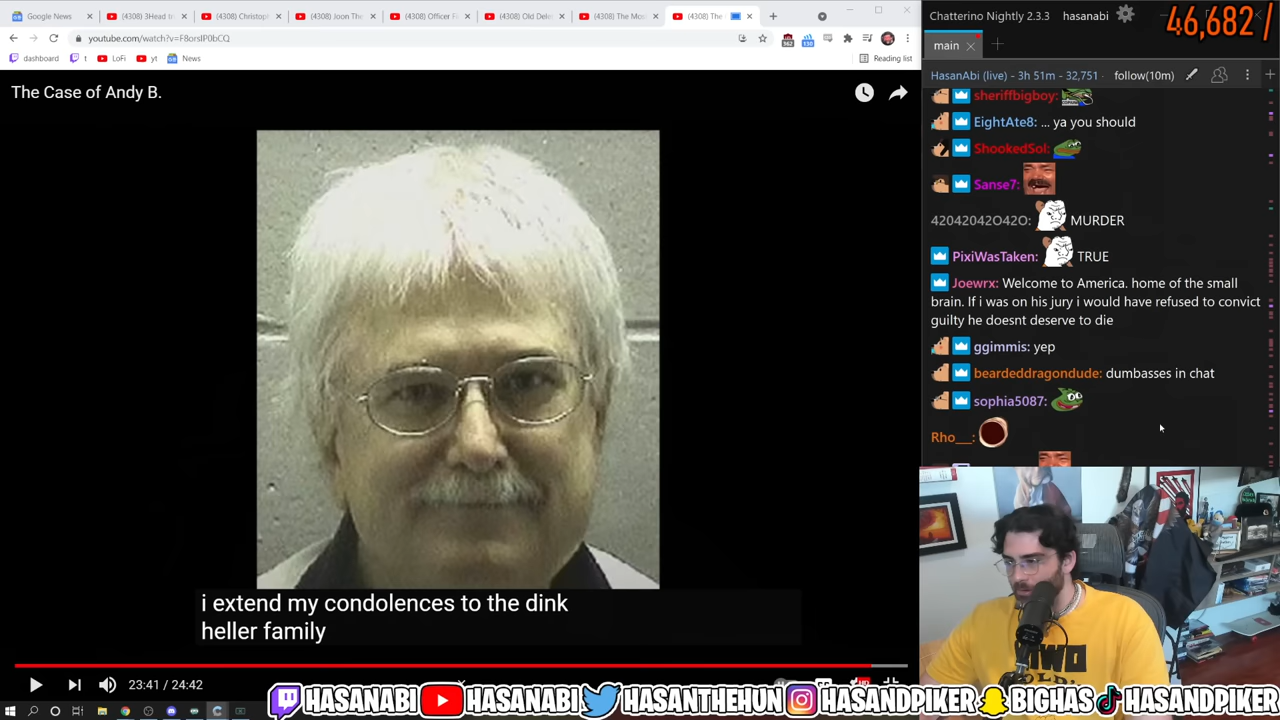 Google News
(4308) 3Head tr
(4308) Christop
(4308) Joon The
(4308) Officer F
(4308) Old Dele
(4308) The Mo
(4308) The
Chatterino Nightly 2.3.3
hasanabi
46,682 /
youtube.com/watch?v=F8orsIP0bCQ
main
dashboard
t
LoFi
yt
News
Reading list
HasanAbi (live) - 3h 51m - 32,751
follow(10m)
The Case of Andy B.
sheriffbigboy:
EightAte8: ... ya you should
ShookedSol:
Sanse7:
42042042O42O: MURDER
PixiWasTaken: TRUE
Joewrx: Welcome to America. home of the small
brain. If i was on his jury i would have refused to convict
guilty he doesnt deserve to die
ggimmis: yep
beardeddragondude: dumbasses in chat
sophia5087:
Rho__:
i extend my condolences to the dink
heller family
23:41 / 24:42
HASANABI
HASANABI
HASANTHEHUN
HASANDPIKER
BIGHAS
HASANDPIKER